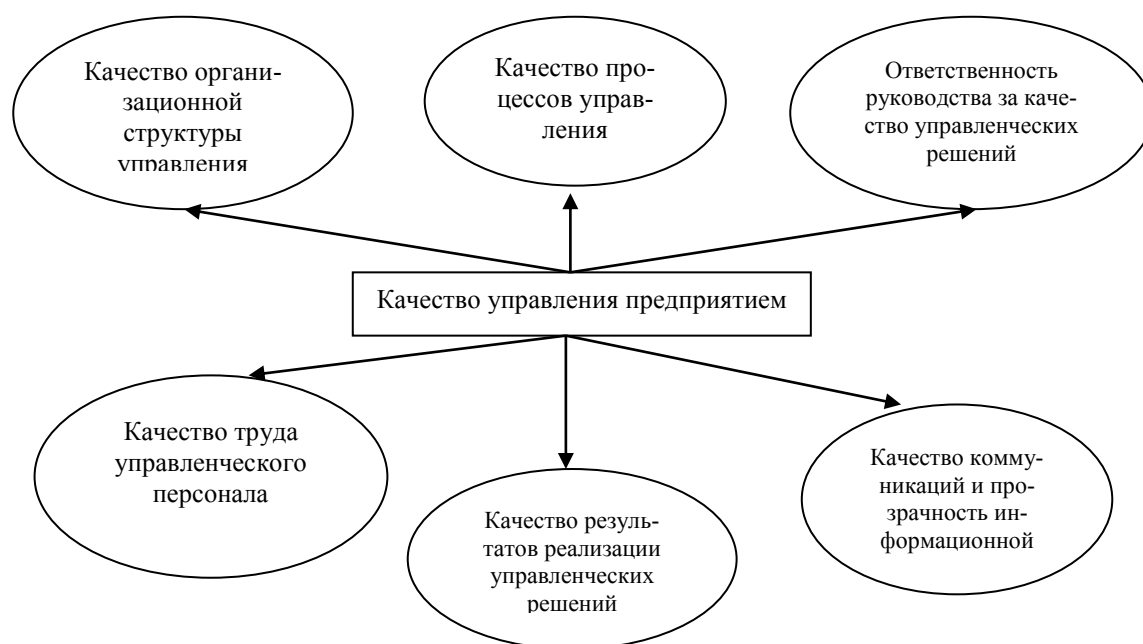 Качество органи-
зационной
структуры
управления
Качество про-
цессов управ-
ления
Ответственность
руководства за каче-
ство управленческих
решений
Качество управления предприятием
Качество труда
управленческого
персонала
Качество резуль-
татов реализации
управленческих
решений
Качество комму-
никаций и про-
зрачность ин-
формационной